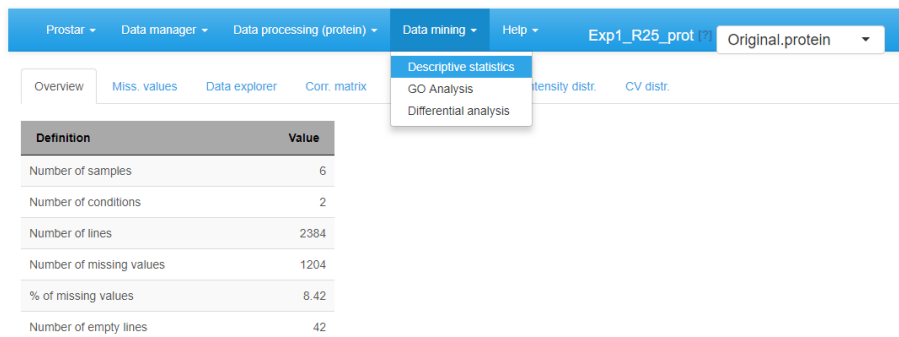 Prostar Data manager Data processing (protein) Data mining Help Exp1_R25_prot [?] Original.protein
Descriptive statistics
GO Analysis
Differential analysis
Overview Miss. values Data explorer Corr. matrix distr. CV distr.
Definition Value
Number of samples 6
Number of conditions 2
Number of lines 2384
Number of missing values 1204
% of missing values 8.42
Number of empty lines 42